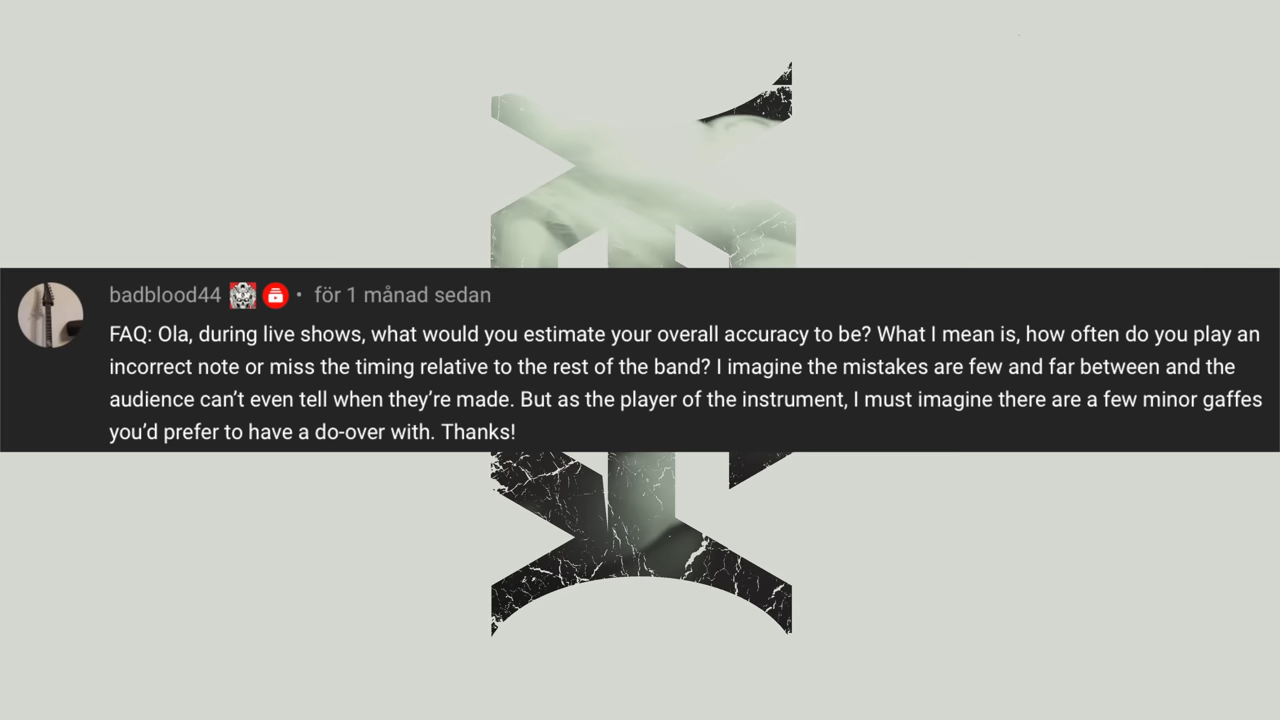 badblood44 • för 1 månad sedan
FAQ: Ola, during live shows, what would you estimate your overall accuracy to be? What I mean is, how often do you play an
incorrect note or miss the timing relative to the rest of the band? I imagine the mistakes are few and far between and the
audience can’t even tell when they’re made. But as the player of the instrument, I must imagine there are a few minor gaffes
you’d prefer to have a do-over with. Thanks!